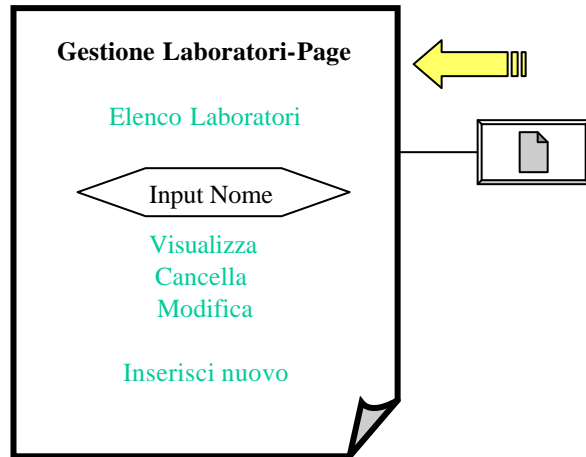 Gestione Laboratori-Page
Elenco Laboratori
Input Nome
Visualizza
Cancella
Modifica
Inserisci nuovo